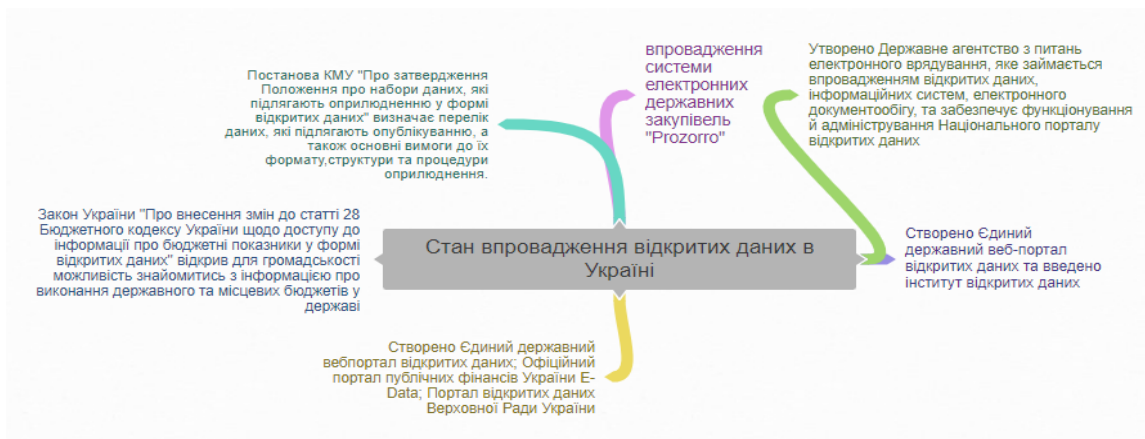 Постанова КМУ "Про затвердження
Положення про набори даних, які
підлягають оприлюдненню у формі
відкритих даних" визначає перелік
даних, які підлягають опублікуванню, а
також основні вимоги до їх
формату,структури та процедури
оприлюднення.
впровадження
системи
електронних
державних
закупівель
"Prozorro"
Утворено Державне агентство з питань
електронного врядування, яке займається
впровадженням відкритих даних,
інформаційних систем, електронного
документообігу, та забезпечує функціонування
й адміністрування Національного порталу
відкритих даних
Закон України "Про внесення змін до статті 28
Бюджетного кодексу України щодо доступу до
інформації про бюджетні показники у формі
відкритих даних" відкрив для громадськості
можливість знайомитись з інформацією про
виконання державного та місцевих бюджетів у
державі
Стан впровадження відкритих даних в
Україні
Створено Єдиний
державний веб-портал
відкритих даних та введено
інститут відкритих даних
Створено Єдиний державний
вебпортал відкритих даних; Офіційний
портал публічних фінансів України E-
Data; Портал відкритих даних
Верховної Ради України